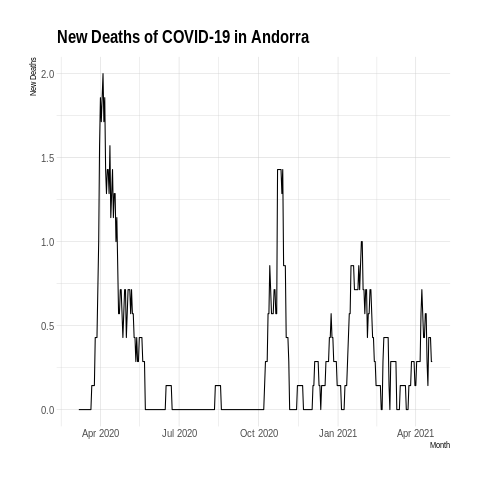 New Deaths of COVID-19 in Andorra
New Deaths
2.0
1.5
1.0
0.5
0.0
Apr 2020 Jul 2020 Oct 2020 Jan 2021 Apr 2021
Month